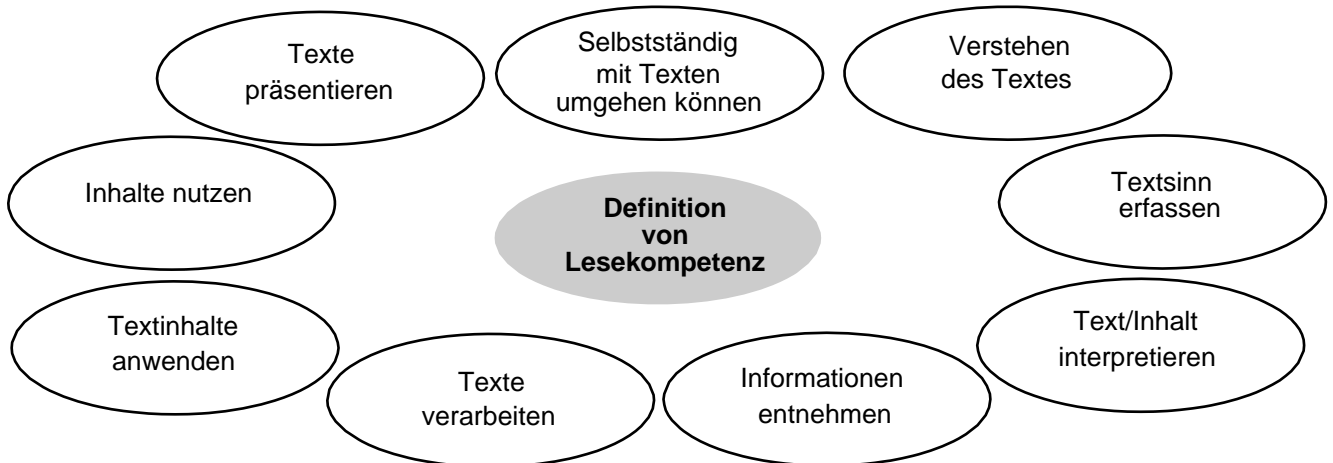 Texte
präsentieren
Selbstständig
mit Texten
umgehen können
Verstehen
des Textes
Inhalte nutzen
Definition
von
Lesekompetenz
Textsinn
erfassen
Textinhalte
anwenden
Texte
verarbeiten
Informationen
entnehmen
Text/Inhalt
interpretieren